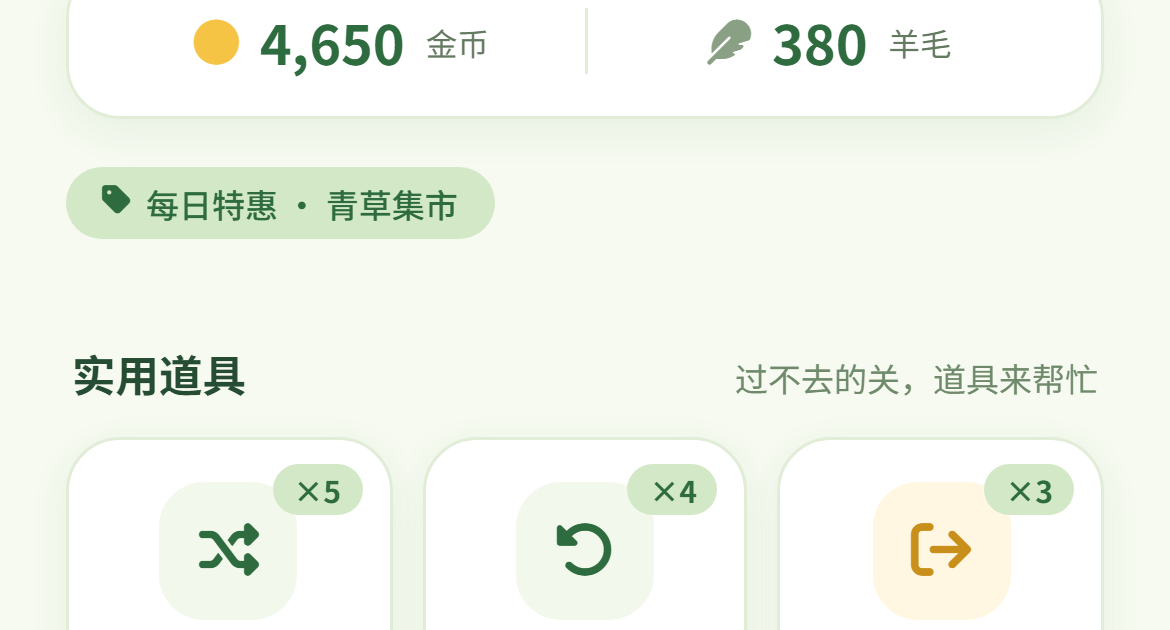 4,650 金币 380 羊毛
每日特惠 · 青草集市
实用道具 过不去的关，道具来帮忙
×5 ×4 ×3